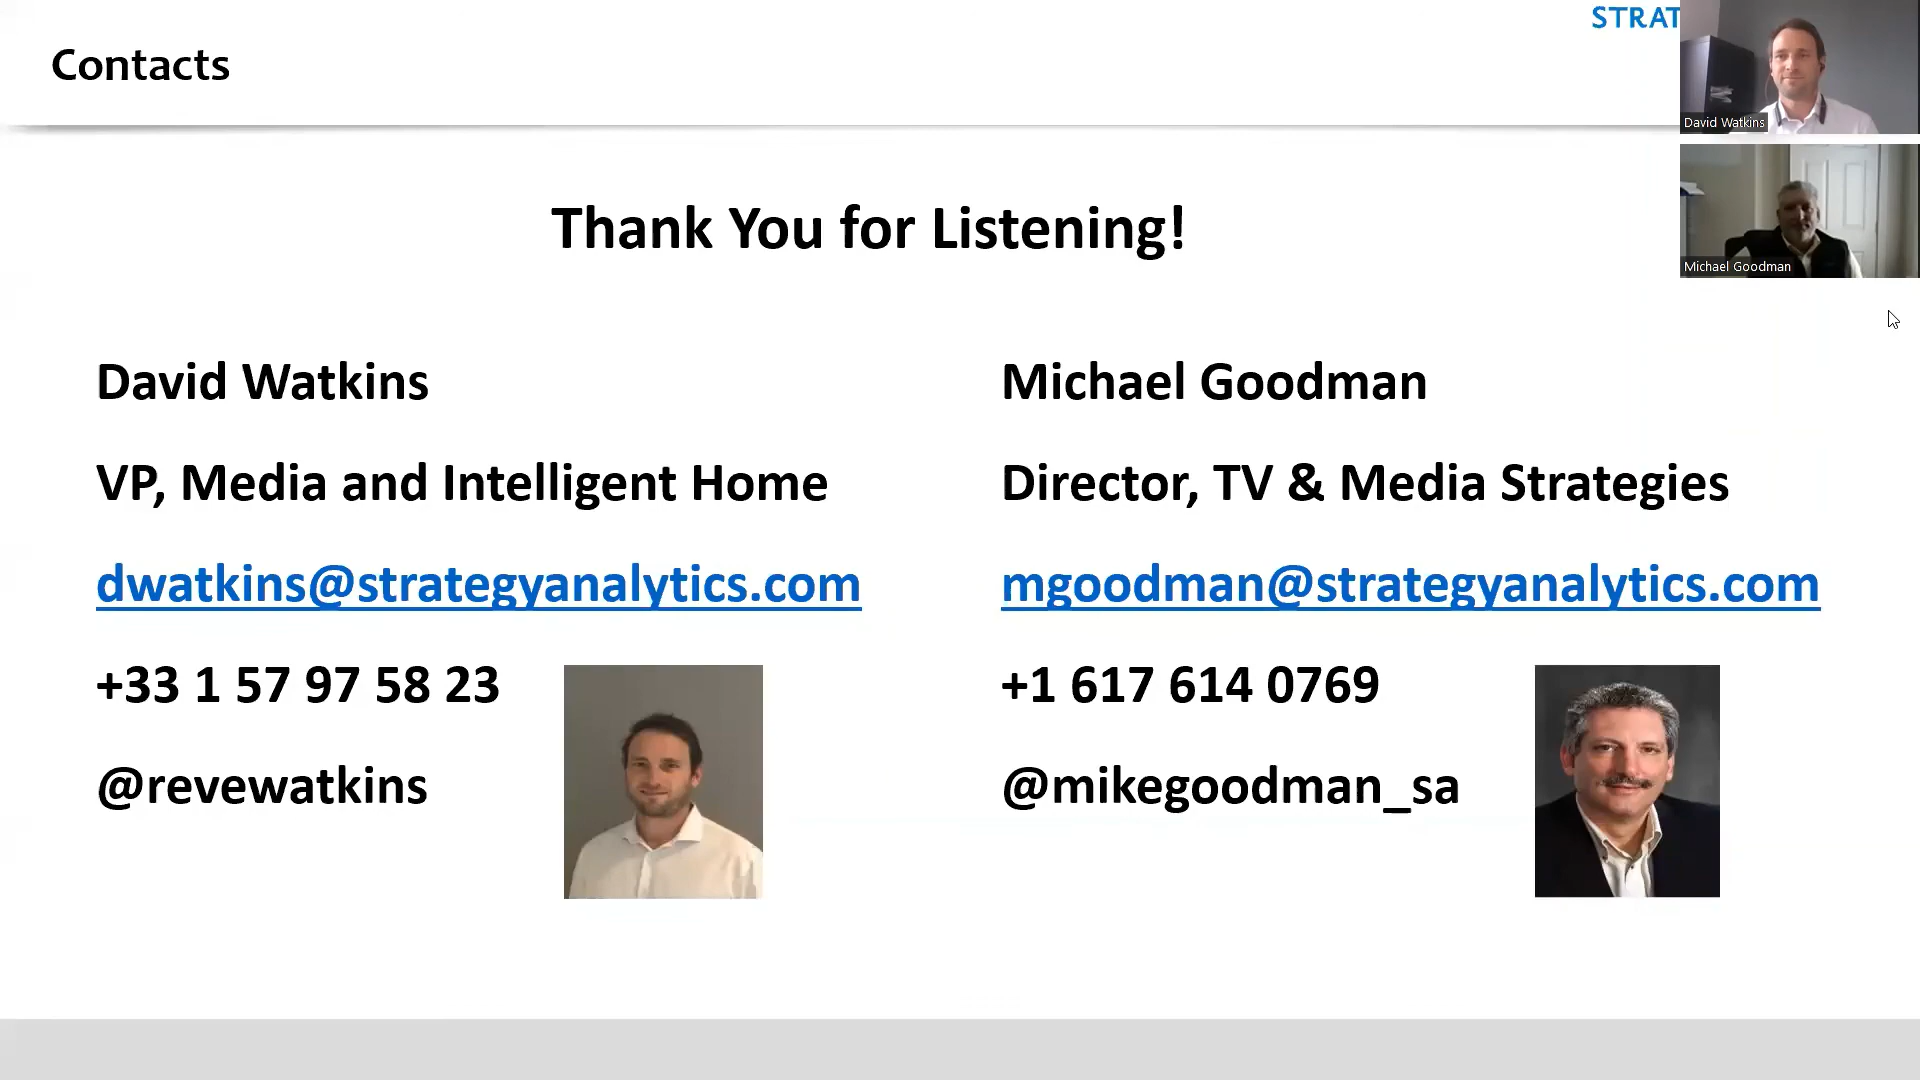 Contacts
STRAT
David Watkins
Michael Goodman
Thank You for Listening!
David Watkins
VP, Media and Intelligent Home
dwatkins@strategyanalytics.com
+33 1 57 97 58 23
@revewatkins
Michael Goodman
Director, TV & Media Strategies
mgoodman@strategyanalytics.com
+1 617 614 0769
@mikegoodman_sa